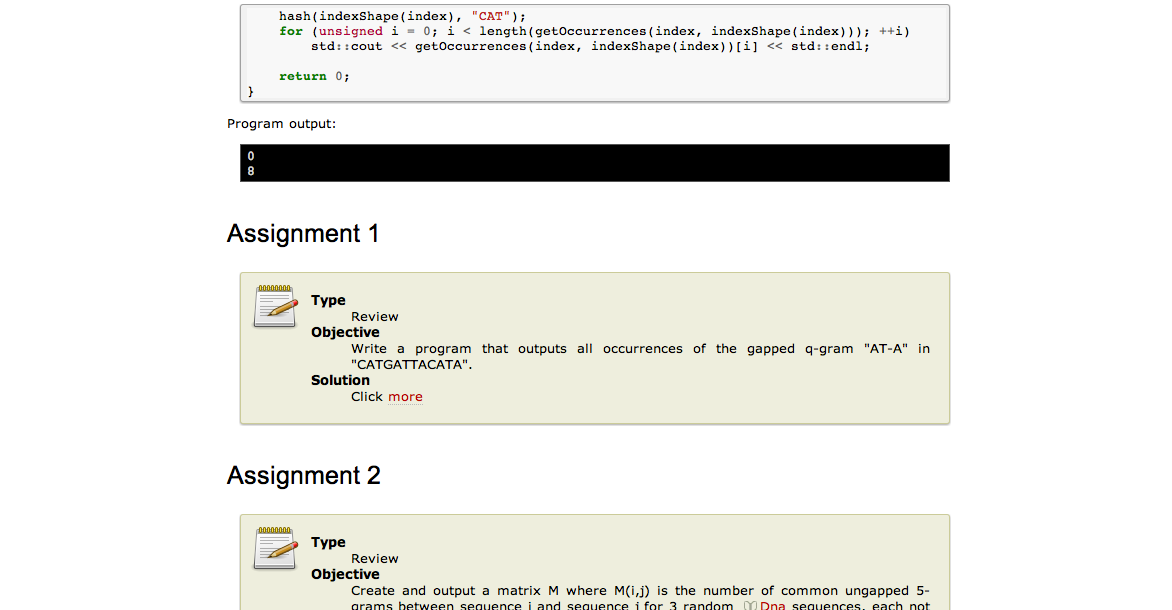 hash(indexShape(index), "CAT");
for (unsigned i = 0; i < length(getOccurrences(index, indexShape(index))); ++i)
std::cout << getOccurrences(index, indexShape(index))[i] << std::endl;
return 0;
}
Program output:
0
8
Assignment 1
Type
Review
Objective
Write a program that outputs all occurrences of the gapped q-gram "AT-A" in
"CATGATTACATA".
Solution
Click more
Assignment 2
Type
Review
Objective
Create and output a matrix M where M(i,j) is the number of common ungapped 5-
grams between sequence i and sequence j for 3 random Dna sequences, each not